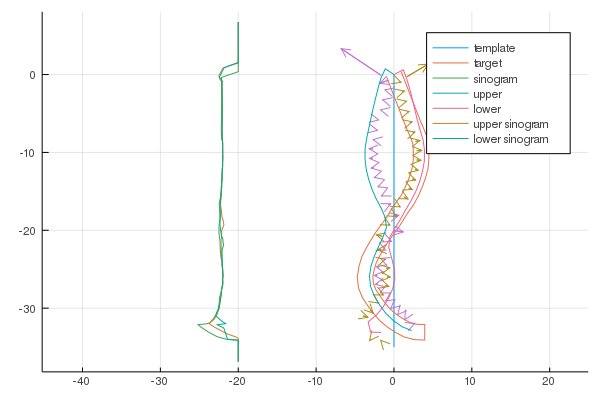 template
target
sinogram
upper
lower
upper sinogram
lower sinogram
0
-10
-20
-30
-40
-30
-20
-10
0
10
20